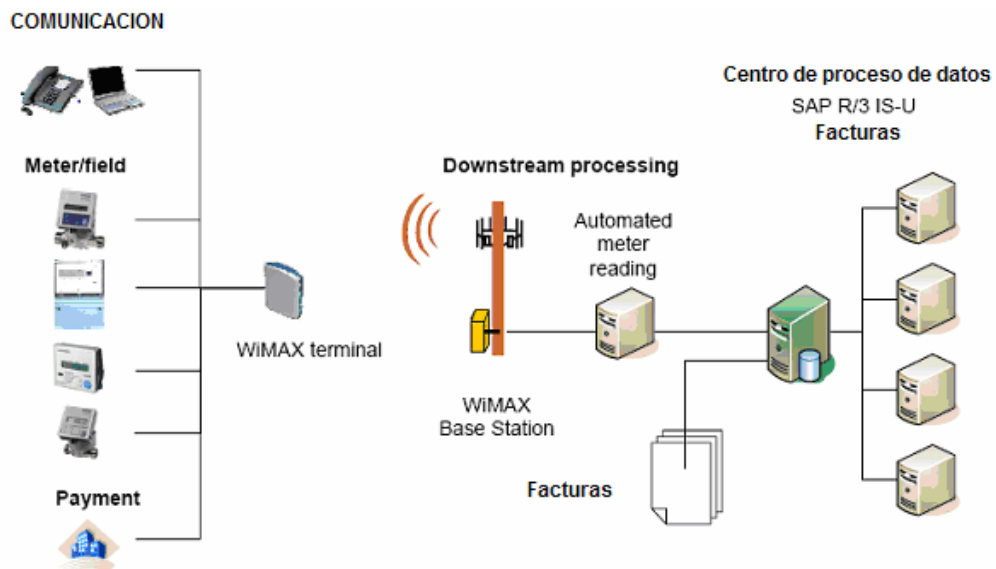 COMUNICACION
Meter/field
Payment
WiMAX terminal
Downstream processing
WiMAX
Base Station
Automated
meter
reading
Facturas
Centro de proceso de datos
SAP R/3 IS-U
Facturas